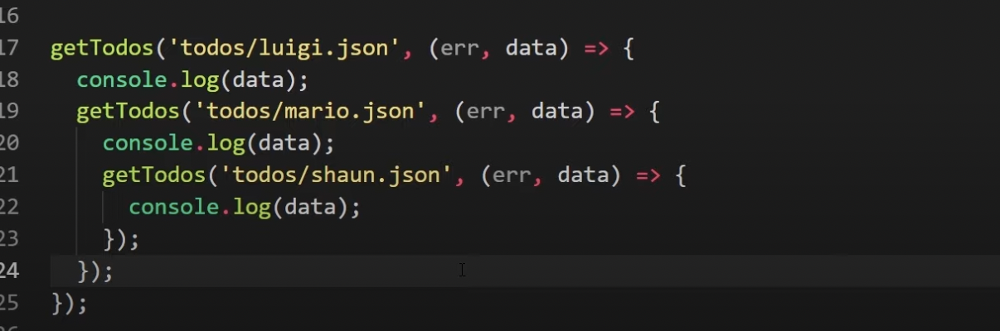 16
17 getTodos('todos/luigi.json', (err, data) => {
18   console.log(data);
19   getTodos('todos/mario.json', (err, data) => {
20     console.log(data);
21     getTodos('todos/shaun.json', (err, data) => {
22       console.log(data);
23     });
24   });
25 });
26